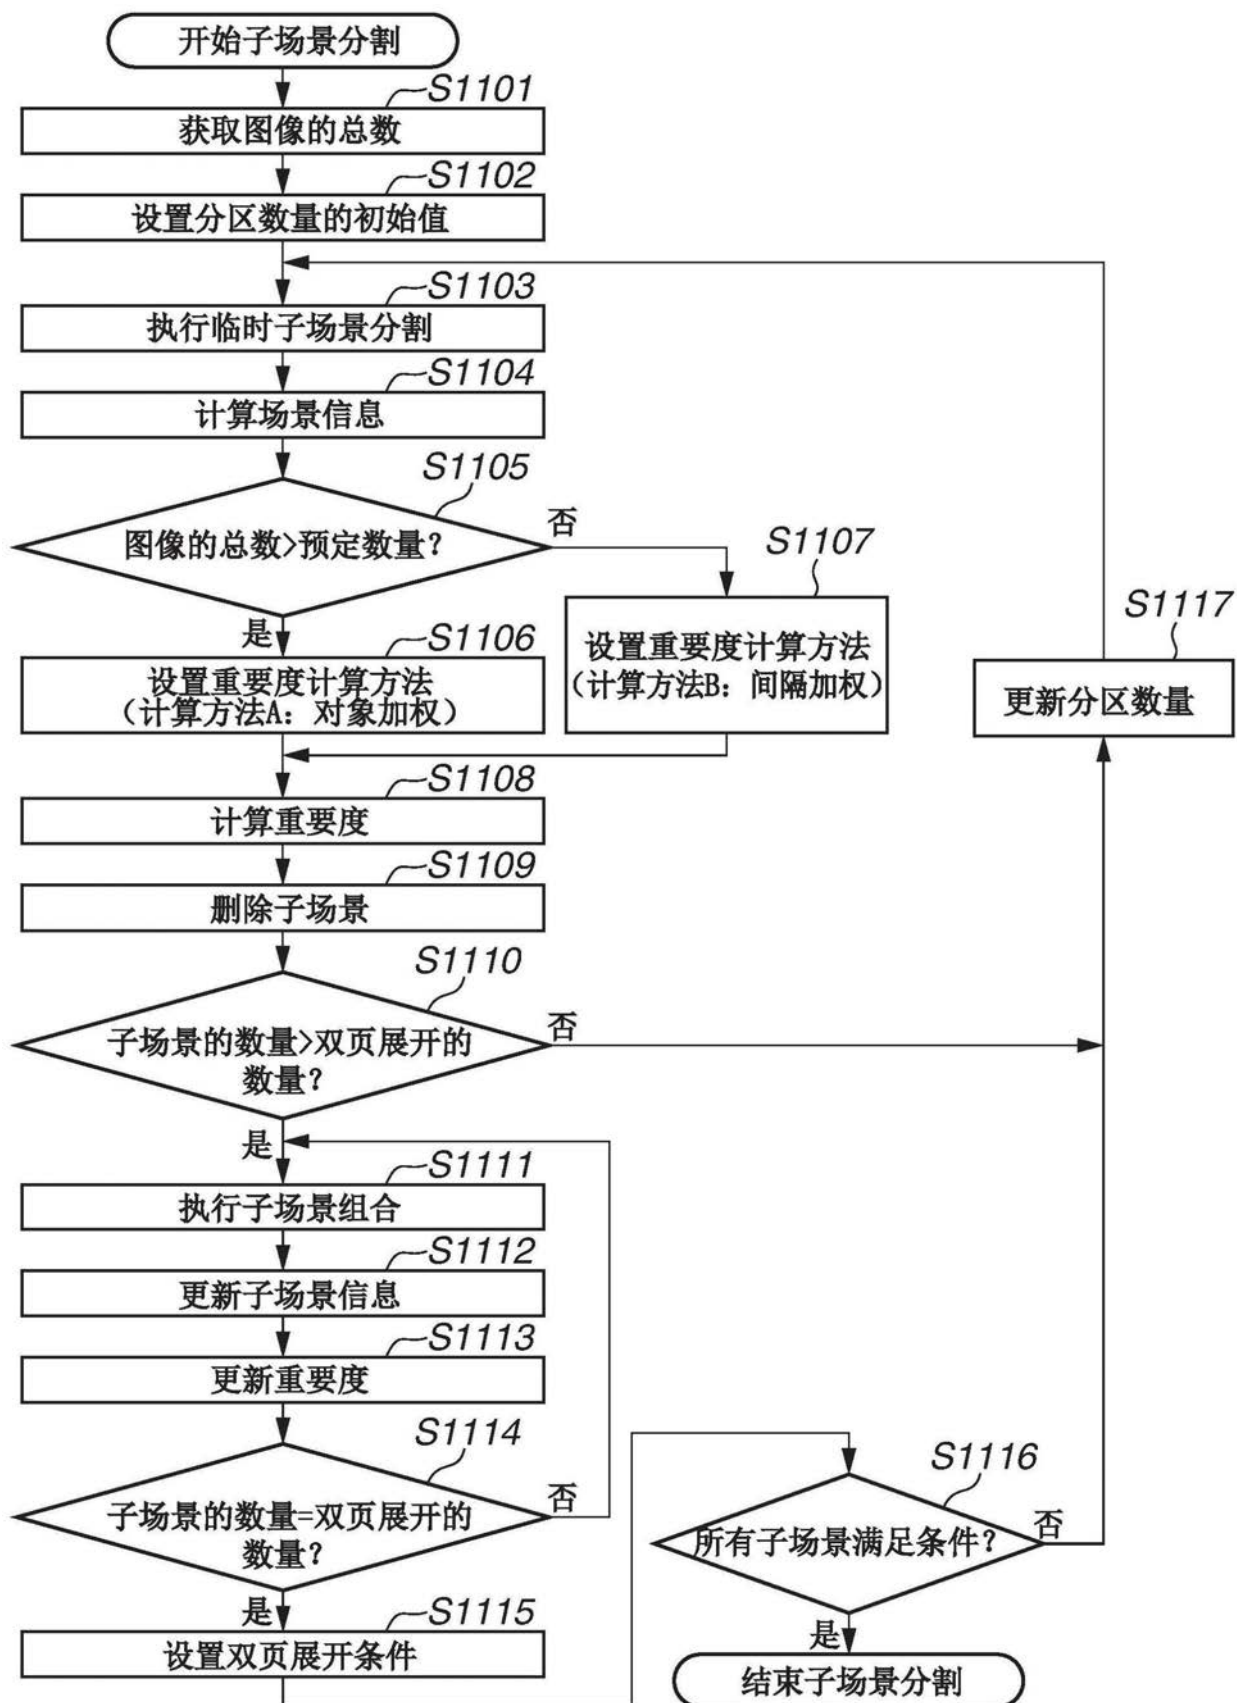 开始子场景分割
S1101
获取图像的总数
S1102
设置分区数量的初始值
S1103
执行临时子场景分割
S1104
计算场景信息
S1105
图像的总数>预定数量?
否
是
S1106
设置重要度计算方法
(计算方法A: 对象加权)
S1107
设置重要度计算方法
(计算方法B: 间隔加权)
S1117
更新分区数量
S1108
计算重要度
S1109
删除子场景
S1110
子场景的数量>双页展开的
数量?
否
是
S1111
执行子场景组合
S1112
更新子场景信息
S1113
更新重要度
S1114
子场景的数量=双页展开的
数量?
否
是
S1115
设置双页展开条件
S1116
所有子场景满足条件?
否
是
结束子场景分割